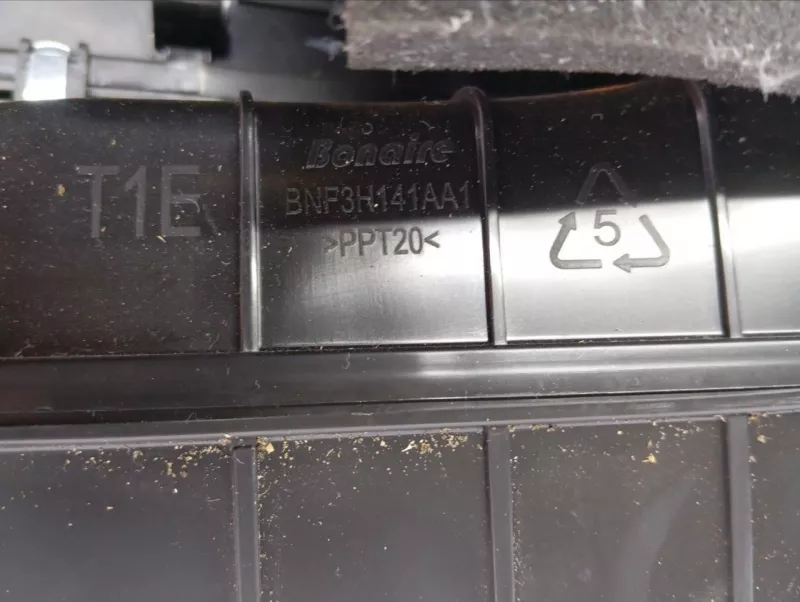 T1E
Bonaire
BNF3H141AA1
>PPT20<
5